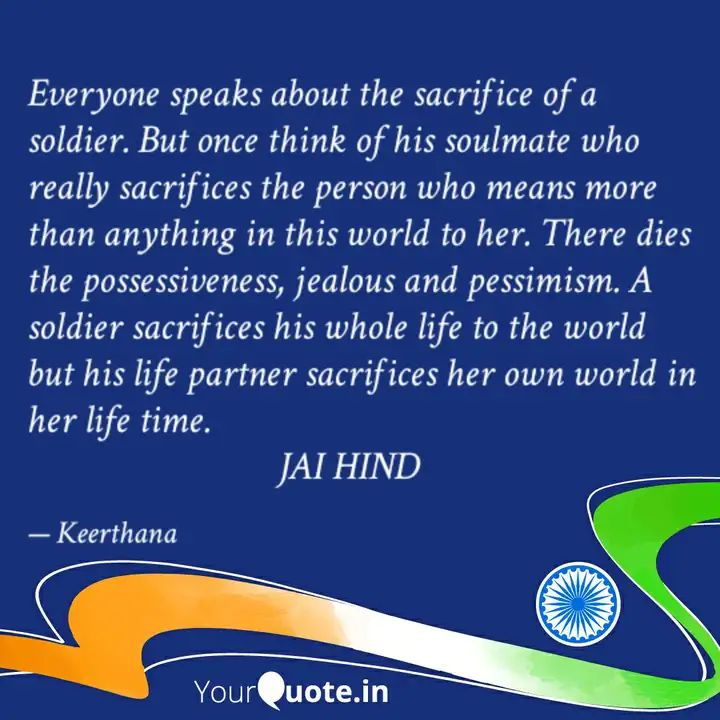 Everyone speaks about the sacrifice of a
soldier. But once think of his soulmate who
really sacrifices the person who means more
than anything in this world to her. There dies
the possessiveness, jealous and pessimism. A
soldier sacrifices his whole life to the world
but his life partner sacrifices her own world in
her life time.
JAI HIND
— Keerthana
YourQuote.in